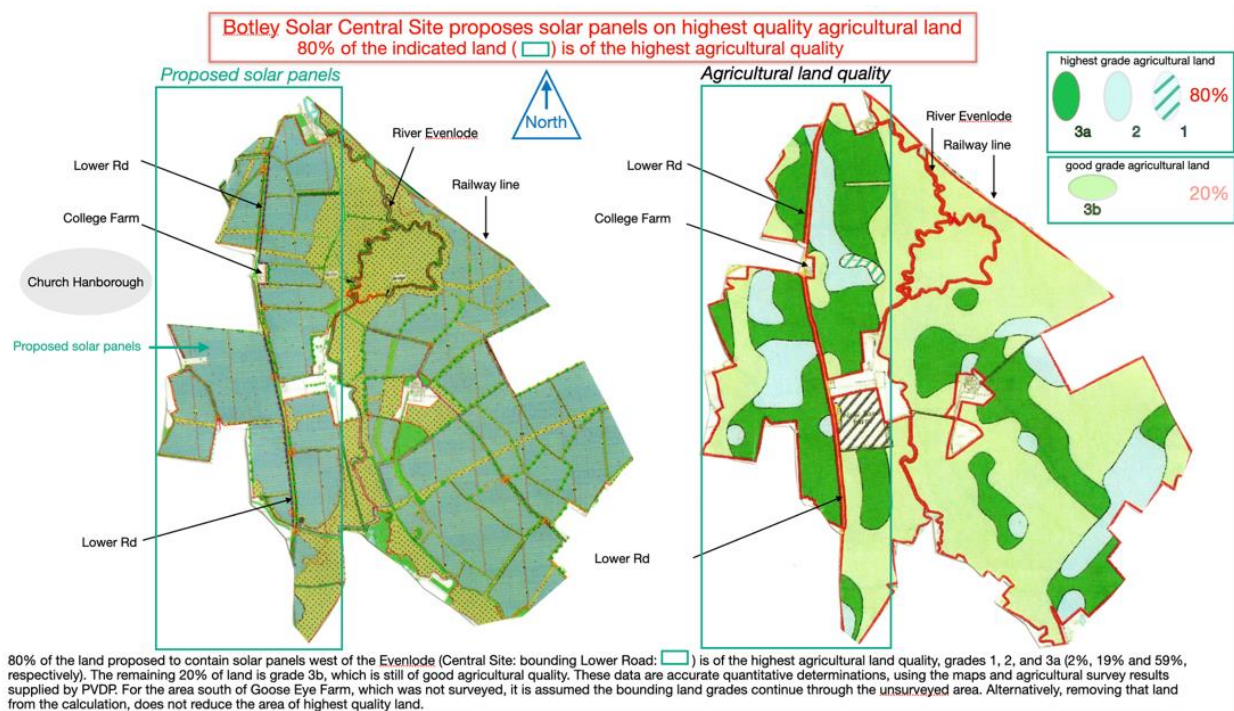 Botley Solar Central Site proposes solar panels on highest quality agricultural land
80% of the indicated land ( ) is of the highest agricultural quality
Proposed solar panels
Agricultural land quality
highest grade agricultural land
80%
3a 2 1
good grade agricultural land
20%
3b
North
River Evenlode
Lower Rd
Railway line
College Farm
Church Hanborough
Proposed solar panels
Lower Rd
River Evenlode
Railway line
Lower Rd
College Farm
Lower Rd
80% of the land proposed to contain solar panels west of the Evenlode (Central Site: bounding Lower Road: ) is of the highest agricultural land quality, grades 1, 2, and 3a (2%, 19% and 59%,
respectively). The remaining 20% of land is grade 3b, which is still of good agricultural quality. These data are accurate quantitative determinations, using the maps and agricultural survey results
supplied by PVDP. For the area south of Goose Eye Farm, which was not surveyed, it is assumed the bounding land grades continue through the unsurveyed area. Alternatively, removing that land
from the calculation, does not reduce the area of highest quality land.